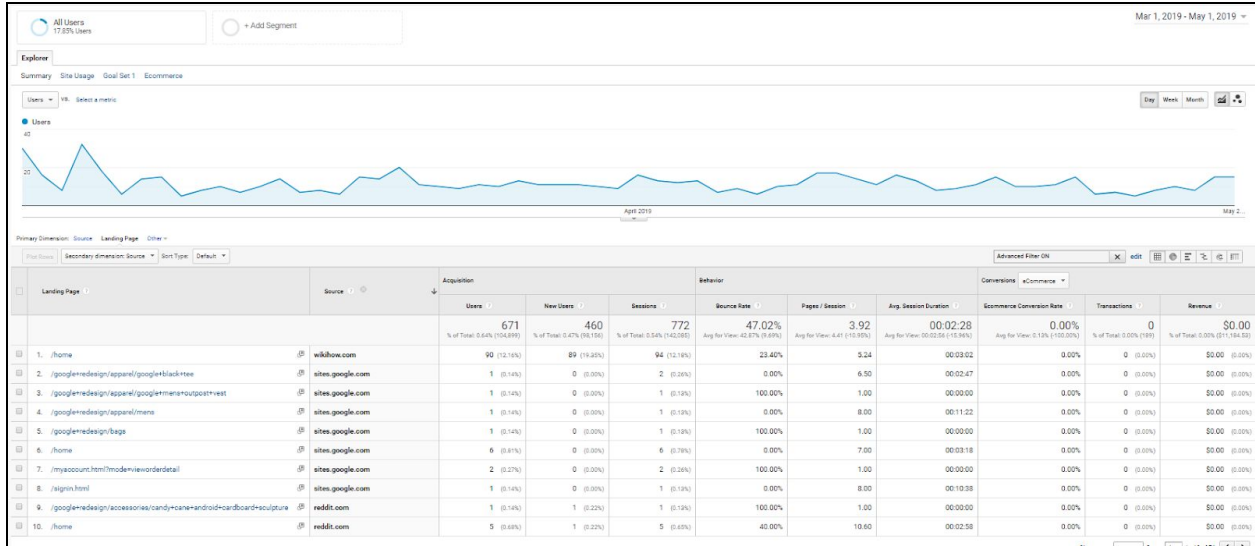 All Users
17.85% Users
+ Add Segment
Mar 1, 2019 - May 1, 2019
Explorer
Summary Site Usage Goal Set 1 Ecommerce
Users VS. Select a metric
Day Week Month
Users
40
20
April 2019
May 2...
Primary Dimension: Source Landing Page Other
Plot Rows Secondary dimension: Source Sort Type: Default
Advanced Filter ON edit
Landing Page Source Acquisition Behavior Conversions eCommerce
Users New Users Sessions Bounce Rate Pages / Session Avg. Session Duration Ecommerce Conversion Rate Transactions Revenue
671 460 772 47.02% 3.92 00:02:28 0.00% 0 $0.00
% of Total: 0.64% (104,899) % of Total: 0.47% (98,156) % of Total: 0.54% (142,085) Avg for View: 42.87% (9.69%) Avg for View: 4.41 (-10.95%) Avg for View: 00:02:56 (-15.96%) Avg for View: 0.13% (-100.00%) % of Total: 0.00% (189) % of Total: 0.00% ($11,184.53)
1. /home wikihow.com 90 (12.16%) 89 (19.35%) 94 (12.18%) 23.40% 5.24 00:03:02 0.00% 0 (0.00%) $0.00 (0.00%)
2. /google+redesign/apparel/google+black+tee sites.google.com 1 (0.14%) 0 (0.00%) 2 (0.26%) 0.00% 6.50 00:02:47 0.00% 0 (0.00%) $0.00 (0.00%)
3. /google+redesign/apparel/google+mens+outpost+vest sites.google.com 1 (0.14%) 0 (0.00%) 1 (0.13%) 100.00% 1.00 00:00:00 0.00% 0 (0.00%) $0.00 (0.00%)
4. /google+redesign/apparel/mens sites.google.com 1 (0.14%) 0 (0.00%) 1 (0.13%) 0.00% 8.00 00:11:22 0.00% 0 (0.00%) $0.00 (0.00%)
5. /google+redesign/bags sites.google.com 1 (0.14%) 0 (0.00%) 1 (0.13%) 100.00% 1.00 00:00:00 0.00% 0 (0.00%) $0.00 (0.00%)
6. /home sites.google.com 6 (0.81%) 0 (0.00%) 6 (0.78%) 0.00% 7.00 00:03:18 0.00% 0 (0.00%) $0.00 (0.00%)
7. /myaccount.html?mode=vieworderdetail sites.google.com 2 (0.27%) 0 (0.00%) 2 (0.26%) 100.00% 1.00 00:00:00 0.00% 0 (0.00%) $0.00 (0.00%)
8. /signin.html sites.google.com 1 (0.14%) 0 (0.00%) 1 (0.13%) 0.00% 8.00 00:10:38 0.00% 0 (0.00%) $0.00 (0.00%)
9. /google+redesign/accessories/candy+cane+android+cardboard+sculpture reddit.com 1 (0.14%) 1 (0.22%) 1 (0.13%) 100.00% 1.00 00:00:00 0.00% 0 (0.00%) $0.00 (0.00%)
10. /home reddit.com 5 (0.68%) 1 (0.22%) 5 (0.65%) 40.00% 10.60 00:02:58 0.00% 0 (0.00%) $0.00 (0.00%)